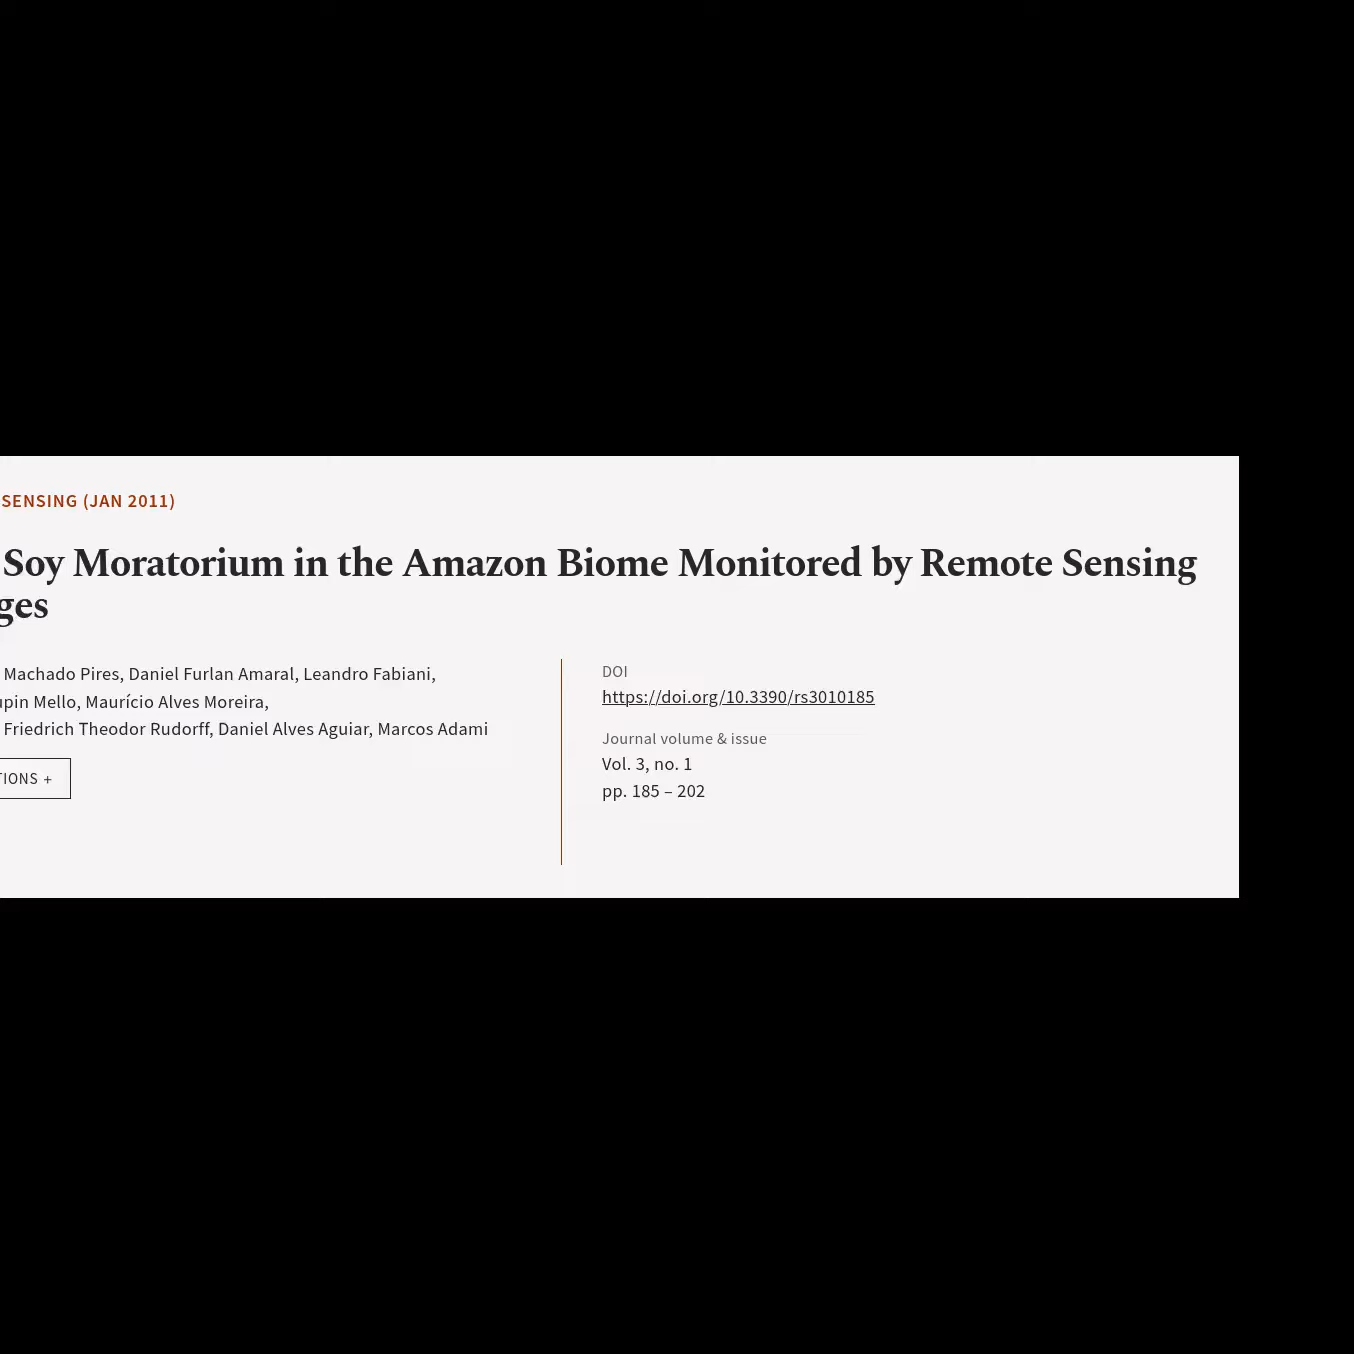 SENSING (JAN 2011)
Soy Moratorium in the Amazon Biome Monitored by Remote Sensing
ges
Machado Pires, Daniel Furlan Amaral, Leandro Fabiani,
upin Mello, Maurício Alves Moreira,
Friedrich Theodor Rudorff, Daniel Alves Aguiar, Marcos Adami
TIONS +
DOI
https://doi.org/10.3390/rs3010185
Journal volume & issue
Vol. 3, no. 1
pp. 185 – 202